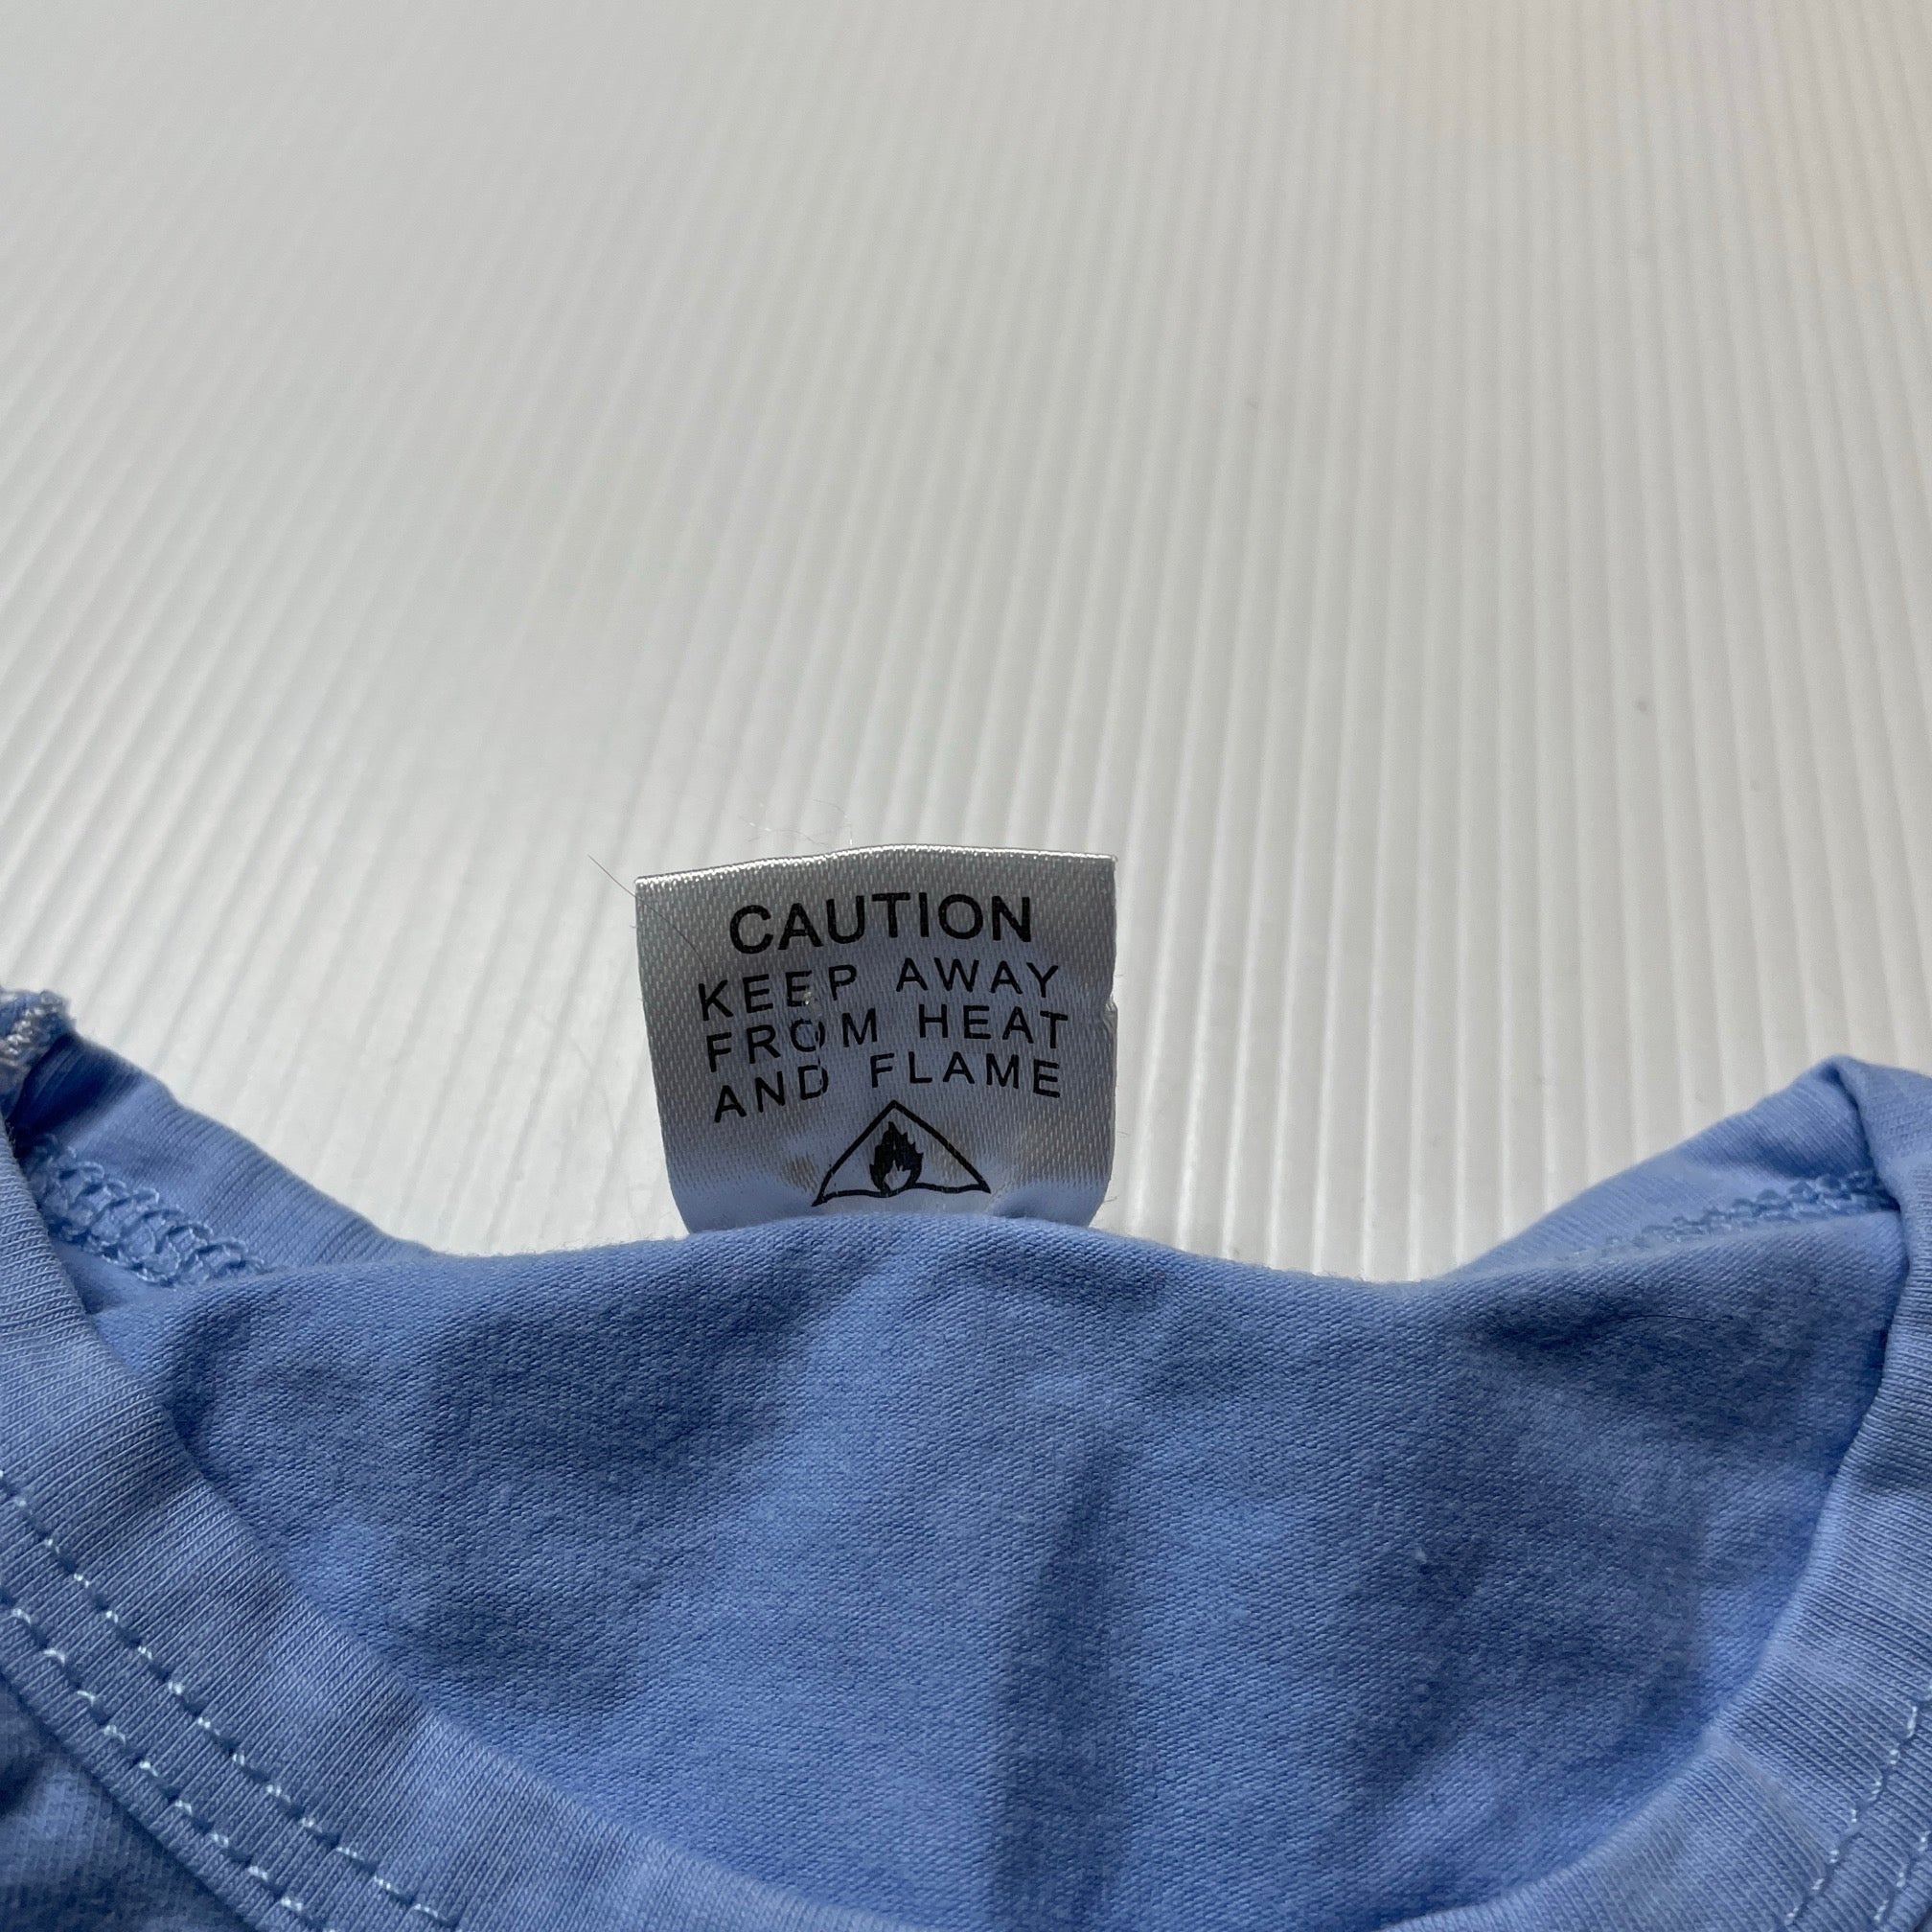 CAUTION
KEEP AWAY
FROM HEAT
AND FLAME